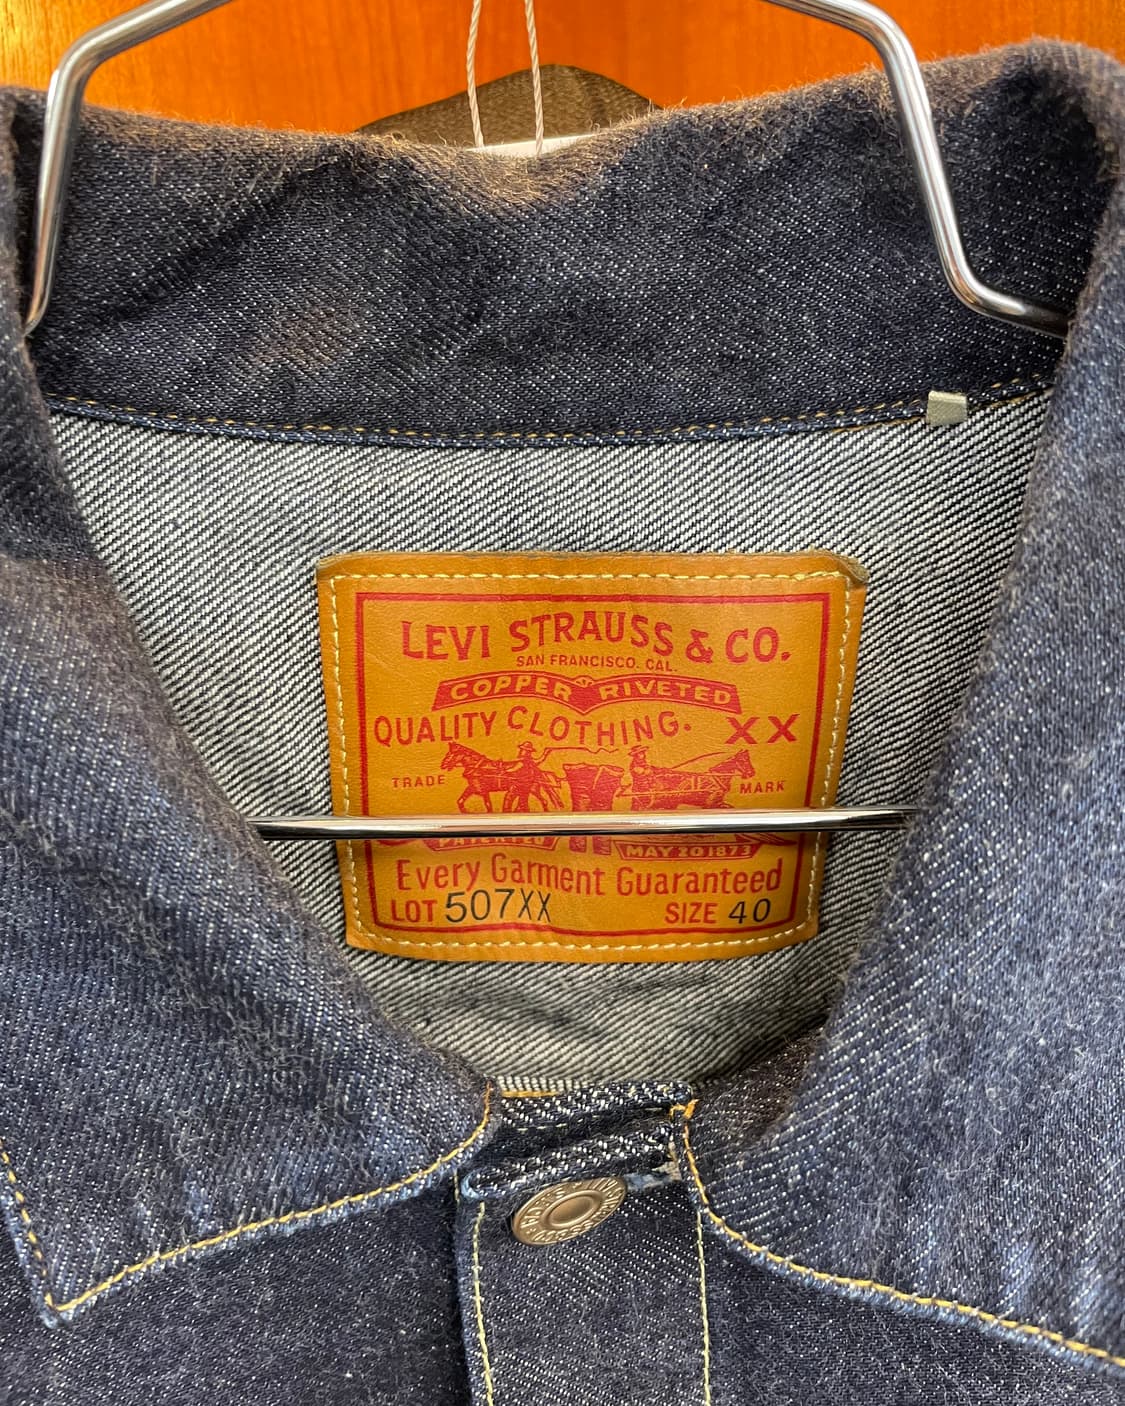 LEVI STRAUSS & CO.
SAN FRANCISCO. CAL.
COPPER RIVETED
QUALITY CLOTHING. XX
TRADE MARK
PATENTED MAY 20 1873
Every Garment Guaranteed
LOT 507XX SIZE 40